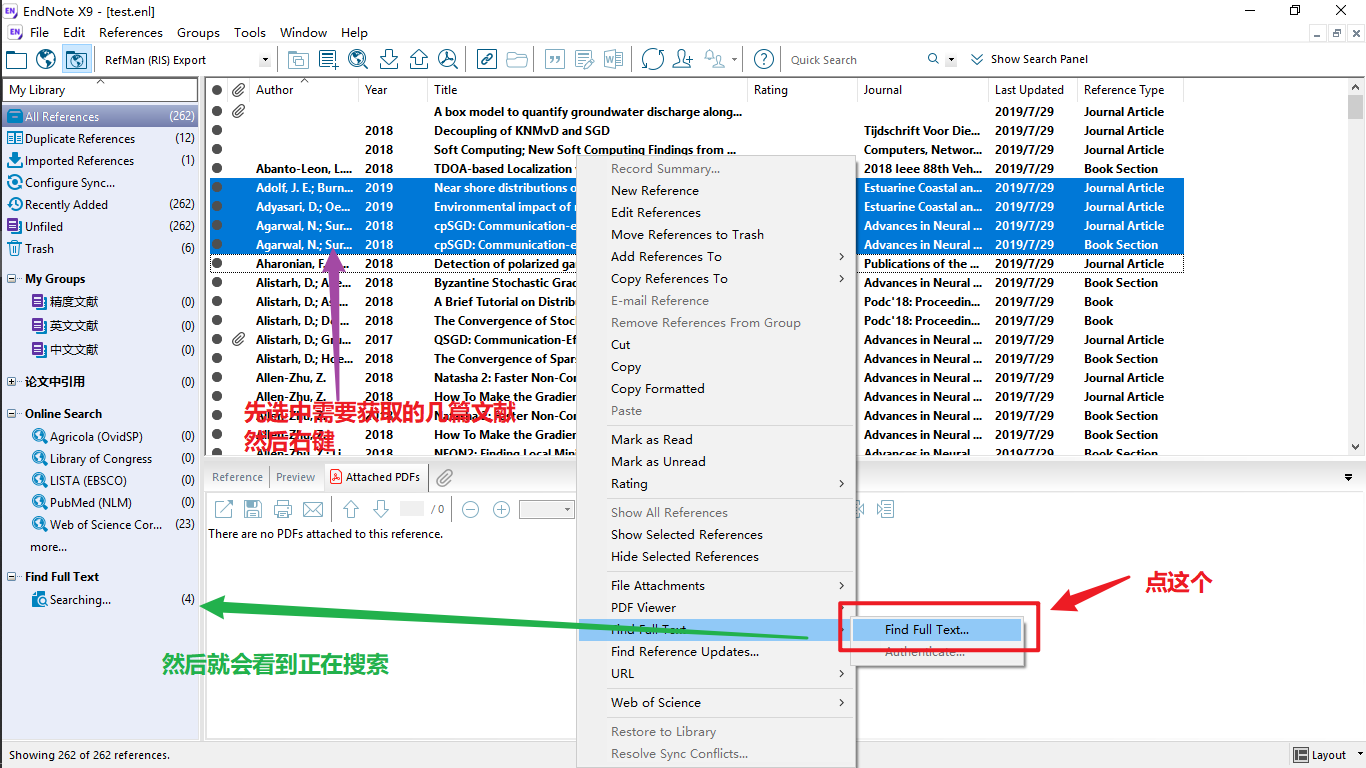 EndNote X9 - [test.enl]
File Edit References Groups Tools Window Help
RefMan (RIS) Export
Quick Search
Show Search Panel
My Library
All References (262)
Duplicate References (12)
Imported References (1)
Configure Sync...
Recently Added (262)
Unfiled (262)
Trash (6)
My Groups
精度文献 (0)
英文文献 (0)
中文文献 (0)
论文中引用 (0)
Online Search
Agricola (OvidSP) (0)
Library of Congress (0)
LISTA (EBSCO) (0)
PubMed (NLM) (0)
Web of Science Cor... (23)
more...
Find Full Text
Searching... (4)
Author Year Title Rating Journal Last Updated Reference Type
A box model to quantify groundwater discharge along... 2019/7/29 Journal Article
2018 Decoupling of KNMvD and SGD Tijdschrift Voor Die... 2019/7/29 Journal Article
2018 Soft Computing; New Soft Computing Findings from ... Computers, Networ... 2019/7/29 Journal Article
Abanto-Leon, L.... 2018 TDOA-based Localization 2018 Ieee 88th Veh... 2019/7/29 Book Section
Adolf, J. E.; Burn... 2019 Near shore distributions o Estuarine Coastal an... 2019/7/29 Journal Article
Adyasari, D.; Oe... 2019 Environmental impact of Estuarine Coastal an... 2019/7/29 Journal Article
Agarwal, N.; Sur... 2018 cpSGD: Communication-e Advances in Neural ... 2019/7/29 Journal Article
Agarwal, N.; Sur... 2018 cpSGD: Communication-e Advances in Neural ... 2019/7/29 Book Section
Aharonian, F. 2018 Detection of polarized ga Publications of the ... 2019/7/29 Journal Article
Alistarh, D.; A 2018 Byzantine Stochastic Grad Advances in Neural ... 2019/7/29 Book Section
Alistarh, D.; 2018 A Brief Tutorial on Distrib Podc'18: Proceedin... 2019/7/29 Book
Alistarh, D.; 2018 The Convergence of Stoc Podc'18: Proceedin... 2019/7/29 Book
Alistarh, D.; Gru... 2017 QSGD: Communication-Ef Advances in Neural ... 2019/7/29 Journal Article
Alistarh, D.; Hoe... 2018 The Convergence of Spar Advances in Neural ... 2019/7/29 Book Section
Allen-Zhu, Z. 2018 Natasha 2: Faster Non-Con Advances in Neural ... 2019/7/29 Journal Article
Allen-Zhu, Z. 2018 How To Make the Gradien Advances in Neural ... 2019/7/29 Journal Article
Allen-Zhu, Z. 2018 Advances in Neural ... 2019/7/29 Book Section
Allen-Zhu, Z. 2018 How To Make the Gradien Advances in Neural ... 2019/7/29 Book Section
2018 NEON2: Finding Local Min Advances in Neural ... 2019/7/29 Journal Article
先选中需要获取的几篇文献
然后右键
Record Summary...
New Reference
Edit References
Move References to Trash
Add References To
Copy References To
E-mail Reference
Remove References From Group
Cut
Copy
Copy Formatted
Paste
Mark as Read
Mark as Unread
Rating
Show All References
Show Selected References
Hide Selected References
File Attachments
PDF Viewer
Find Full Text
Find Reference Updates...
URL
Web of Science
Restore to Library
Resolve Sync Conflicts...
Find Full Text...
Authenticate...
点这个
然后就会看到正在搜索
Reference Preview Attached PDFs
/ 0
There are no PDFs attached to this reference.
Showing 262 of 262 references.
Layout